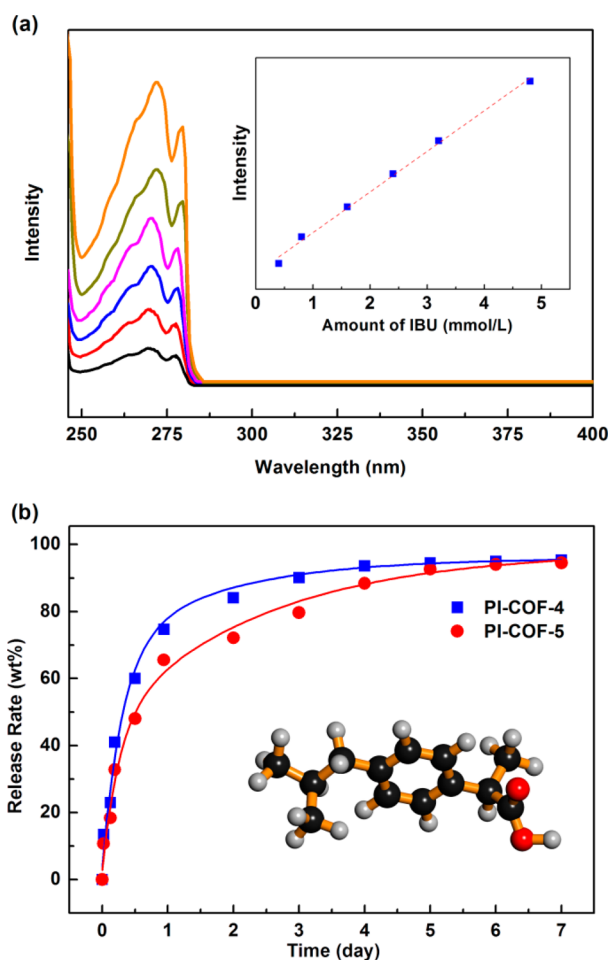 (a)
Intensity
Intensity
0 1 2 3 4 5
Amount of IBU (mmol/L)
250 275 300 325 350 375 400
Wavelength (nm)
(b)
100
80
60
40
20
0
Release Rate (wt%)
PI-COF-4
PI-COF-5
0 1 2 3 4 5 6 7
Time (day)